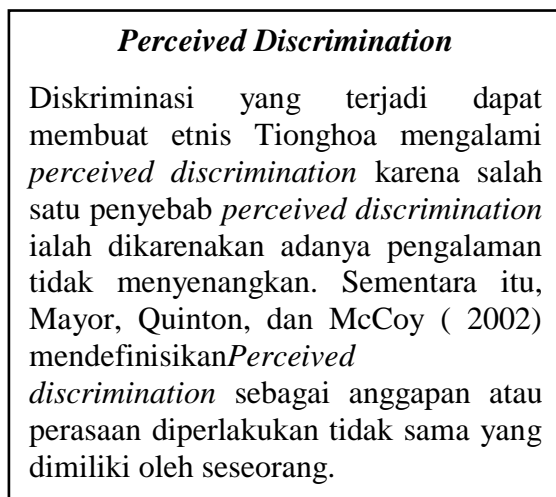 Perceived Discrimination
Diskriminasi yang terjadi dapat
membuat etnis Tionghoa mengalami
perceived discrimination karena salah
satu penyebab perceived discrimination
ialah dikarenakan adanya pengalaman
tidak menyenangkan. Sementara itu,
Mayor, Quinton, dan McCoy ( 2002)
mendefinisikanPerceived
discrimination sebagai anggapan atau
perasaan diperlakukan tidak sama yang
dimiliki oleh seseorang.